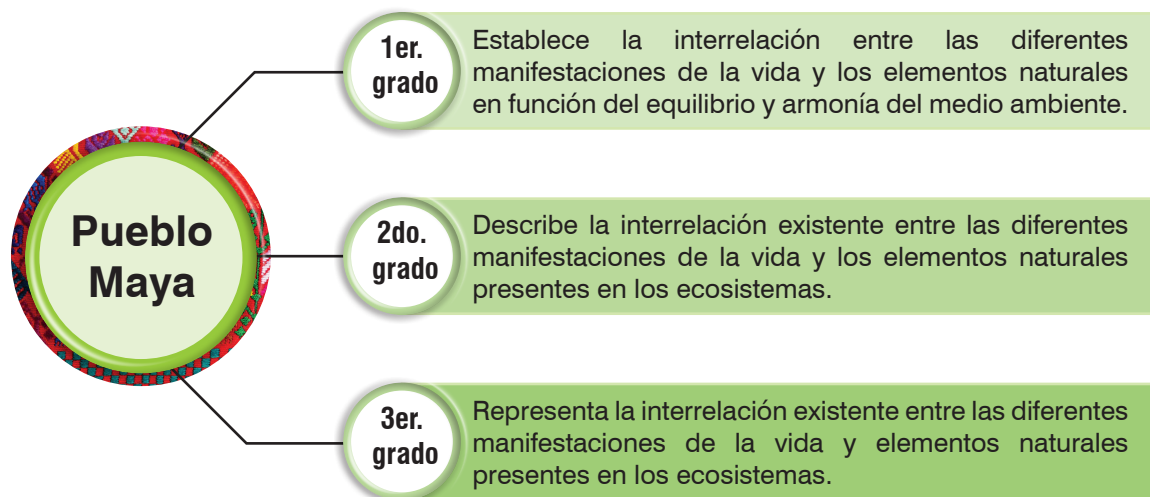 Pueblo
Maya
1er.
grado
Establece la interrelación entre las diferentes
manifestaciones de la vida y los elementos naturales
en función del equilibrio y armonía del medio ambiente.
2do.
grado
Describe la interrelación existente entre las diferentes
manifestaciones de la vida y los elementos naturales
presentes en los ecosistemas.
3er.
grado
Representa la interrelación existente entre las diferentes
manifestaciones de la vida y elementos naturales
presentes en los ecosistemas.